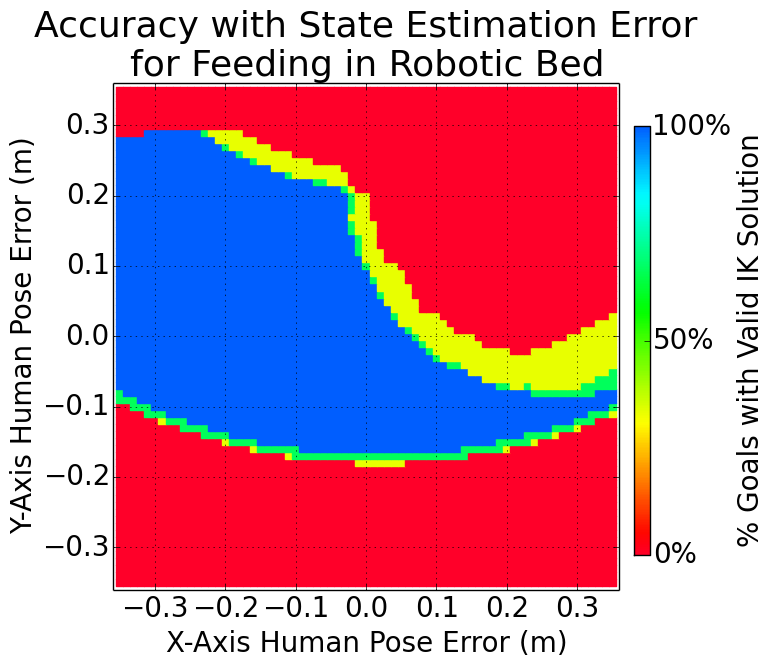 Accuracy with State Estimation Error
for Feeding in Robotic Bed
Y-Axis Human Pose Error (m)
0.3
0.2
0.1
0.0
−0.1
−0.2
−0.3
−0.3 −0.2 −0.1 0.0 0.1 0.2 0.3
X-Axis Human Pose Error (m)
100%
50%
0%
% Goals with Valid IK Solution